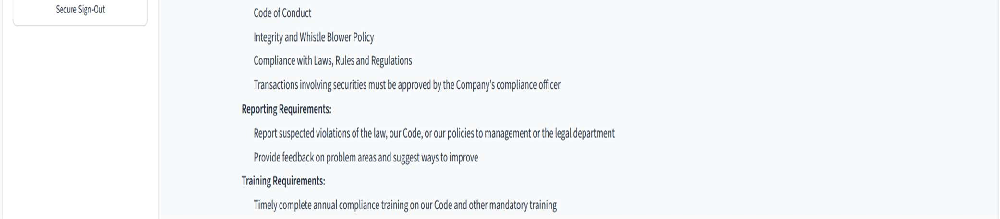 Secure Sign-Out
Code of Conduct
Integrity and Whistle Blower Policy
Compliance with Laws, Rules and Regulations
Transactions involving securities must be approved by the Company's compliance officer
Reporting Requirements:
Report suspected violations of the law, our Code, or our policies to management or the legal department
Provide feedback on problem areas and suggest ways to improve
Training Requirements:
Timely complete annual compliance training on our Code and other mandatory training